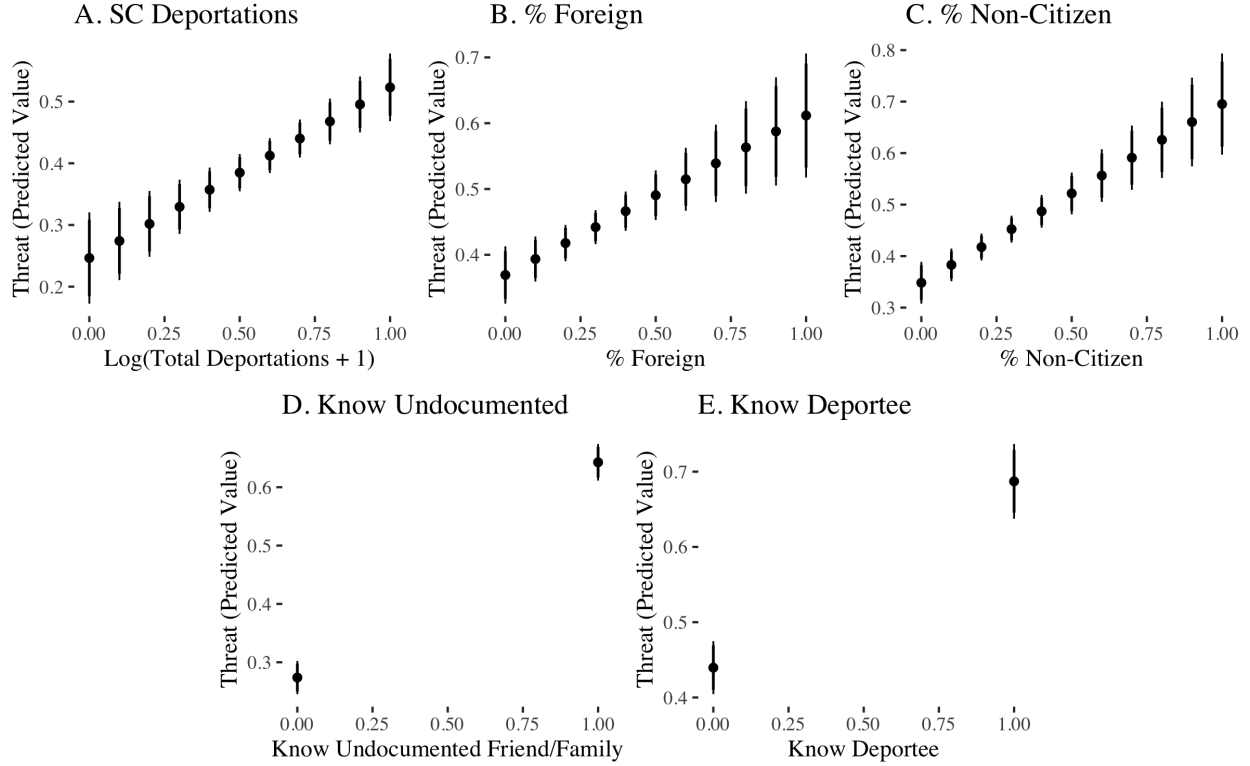 A. SC Deportations
B. % Foreign
C. % Non-Citizen
Threat (Predicted Value)
0.5
0.4
0.3
0.2
0.00 0.25 0.50 0.75 1.00
Log(Total Deportations + 1)
Threat (Predicted Value)
0.7
0.6
0.5
0.4
0.00 0.25 0.50 0.75 1.00
% Foreign
Threat (Predicted Value)
0.8
0.7
0.6
0.5
0.4
0.3
0.00 0.25 0.50 0.75 1.00
% Non-Citizen
D. Know Undocumented
E. Know Deportee
Threat (Predicted Value)
0.6
0.5
0.4
0.3
0.00 0.25 0.50 0.75 1.00
Know Undocumented Friend/Family
Threat (Predicted Value)
0.7
0.6
0.5
0.4
0.00 0.25 0.50 0.75 1.00
Know Deportee